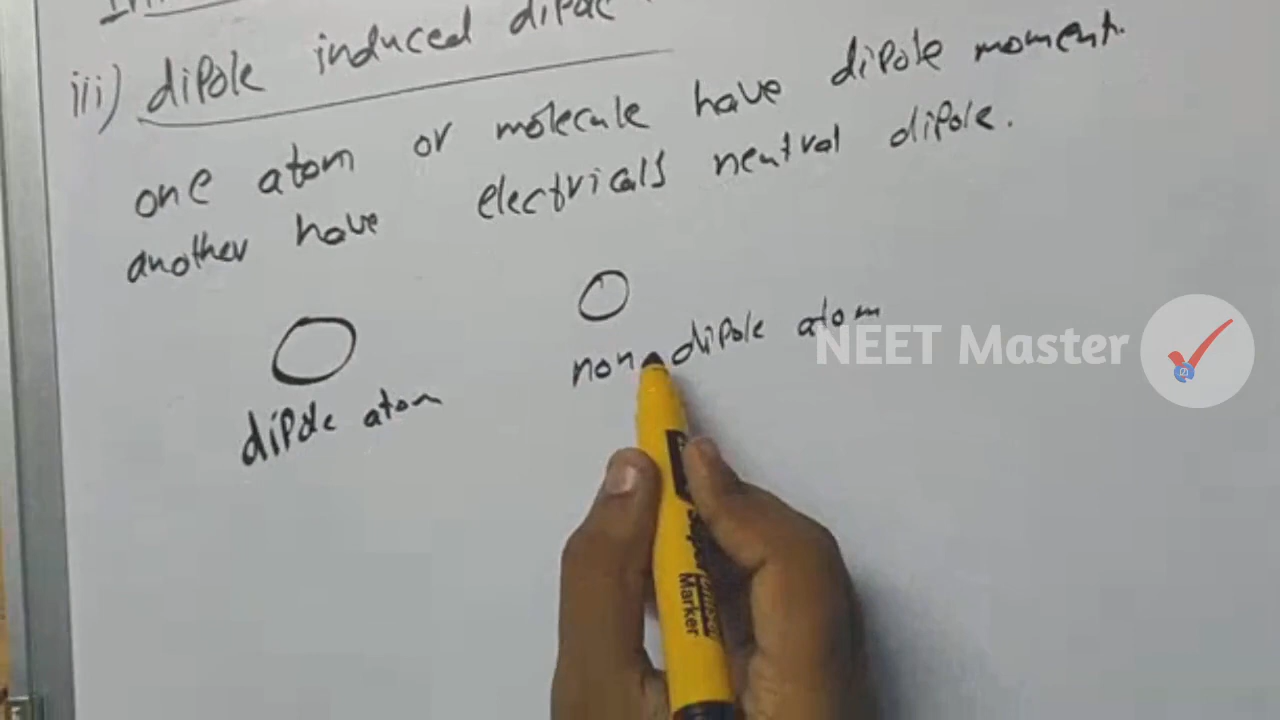 iii) dipole induced dipole
one atom or molecule have dipole moment.
another have electrically neutral dipole.
dipole atom
non dipole atom
NEET Master
Marker